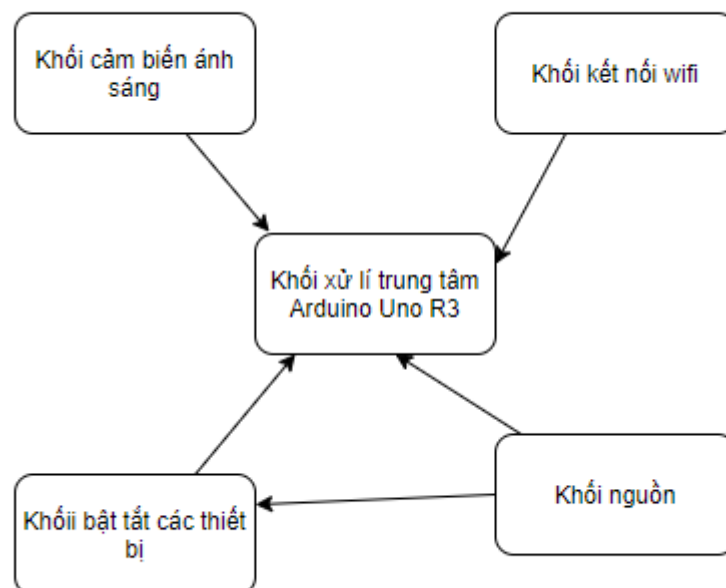 Khối cảm biến ánh
sáng
Khối kết nối wifi
Khối xử lí trung tâm
Arduino Uno R3
Khối nguồn
Khốii bật tắt các thiết
bị